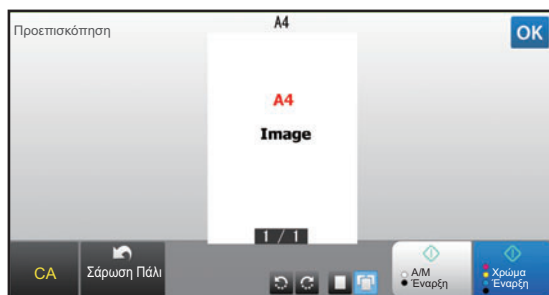 A4
Προεπισκόπηση
OK
A4
Image
1 / 1
CA
Σάρωση Πάλι
Α/Μ
Έναρξη
Χρώμα
Έναρξη